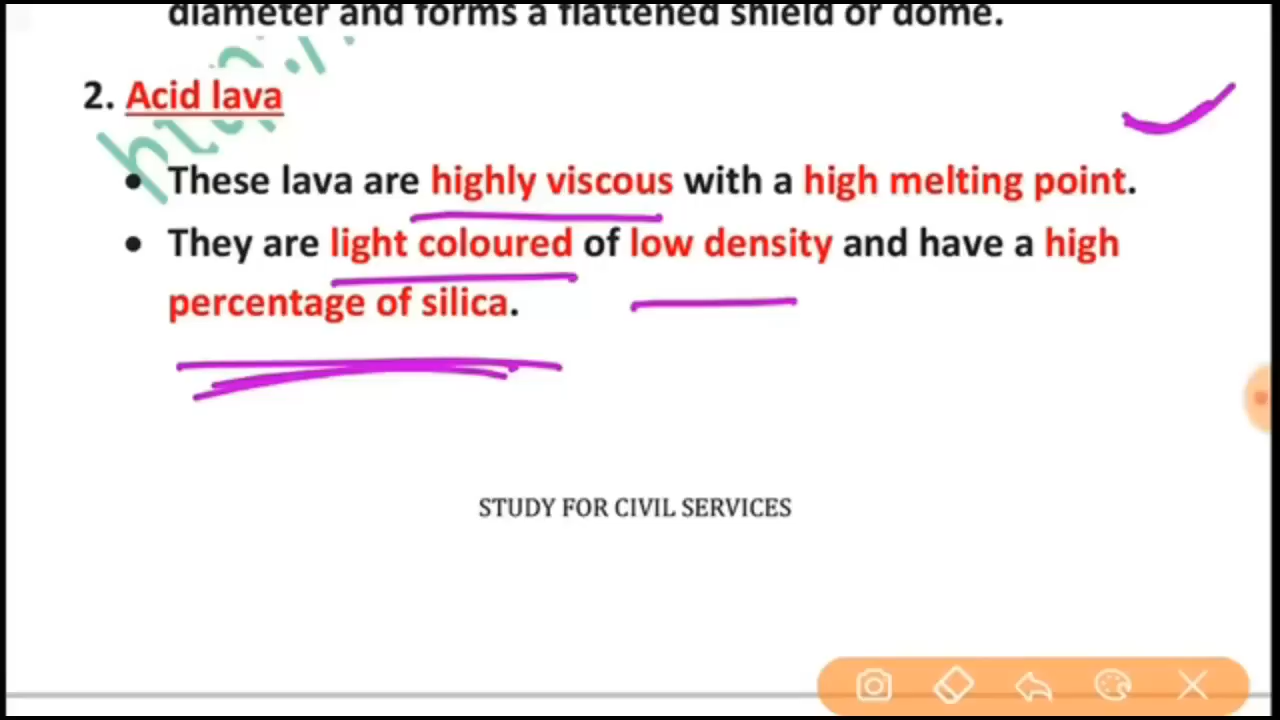 diameter and forms a flattened shield or dome.
2. Acid lava
• These lava are highly viscous with a high melting point.
• They are light coloured of low density and have a high
percentage of silica.
STUDY FOR CIVIL SERVICES